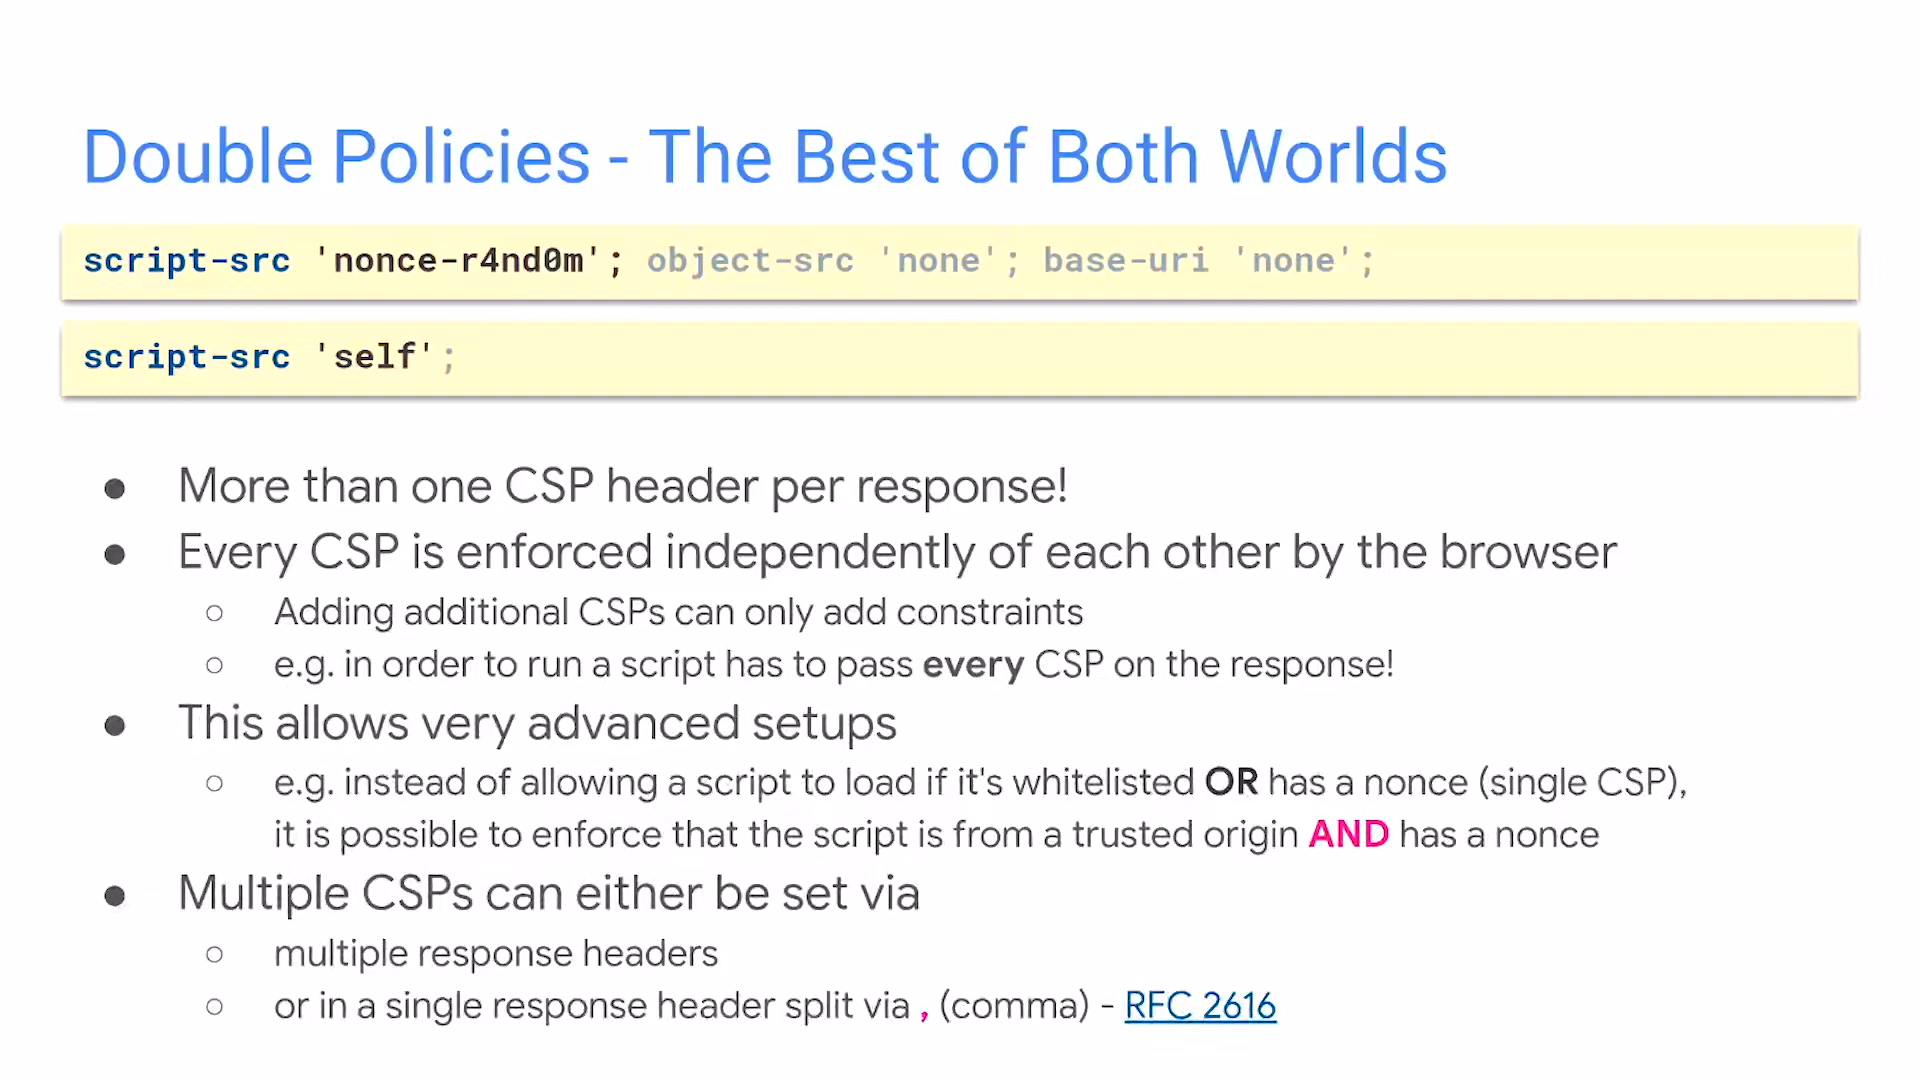 Double Policies - The Best of Both Worlds
script-src 'nonce-r4nd0m'; object-src 'none'; base-uri 'none';
script-src 'self';
● More than one CSP header per response!
● Every CSP is enforced independently of each other by the browser
○ Adding additional CSPs can only add constraints
○ e.g. in order to run a script has to pass every CSP on the response!
● This allows very advanced setups
○ e.g. instead of allowing a script to load if it's whitelisted OR has a nonce (single CSP),
it is possible to enforce that the script is from a trusted origin AND has a nonce
● Multiple CSPs can either be set via
○ multiple response headers
○ or in a single response header split via , (comma) - RFC 2616